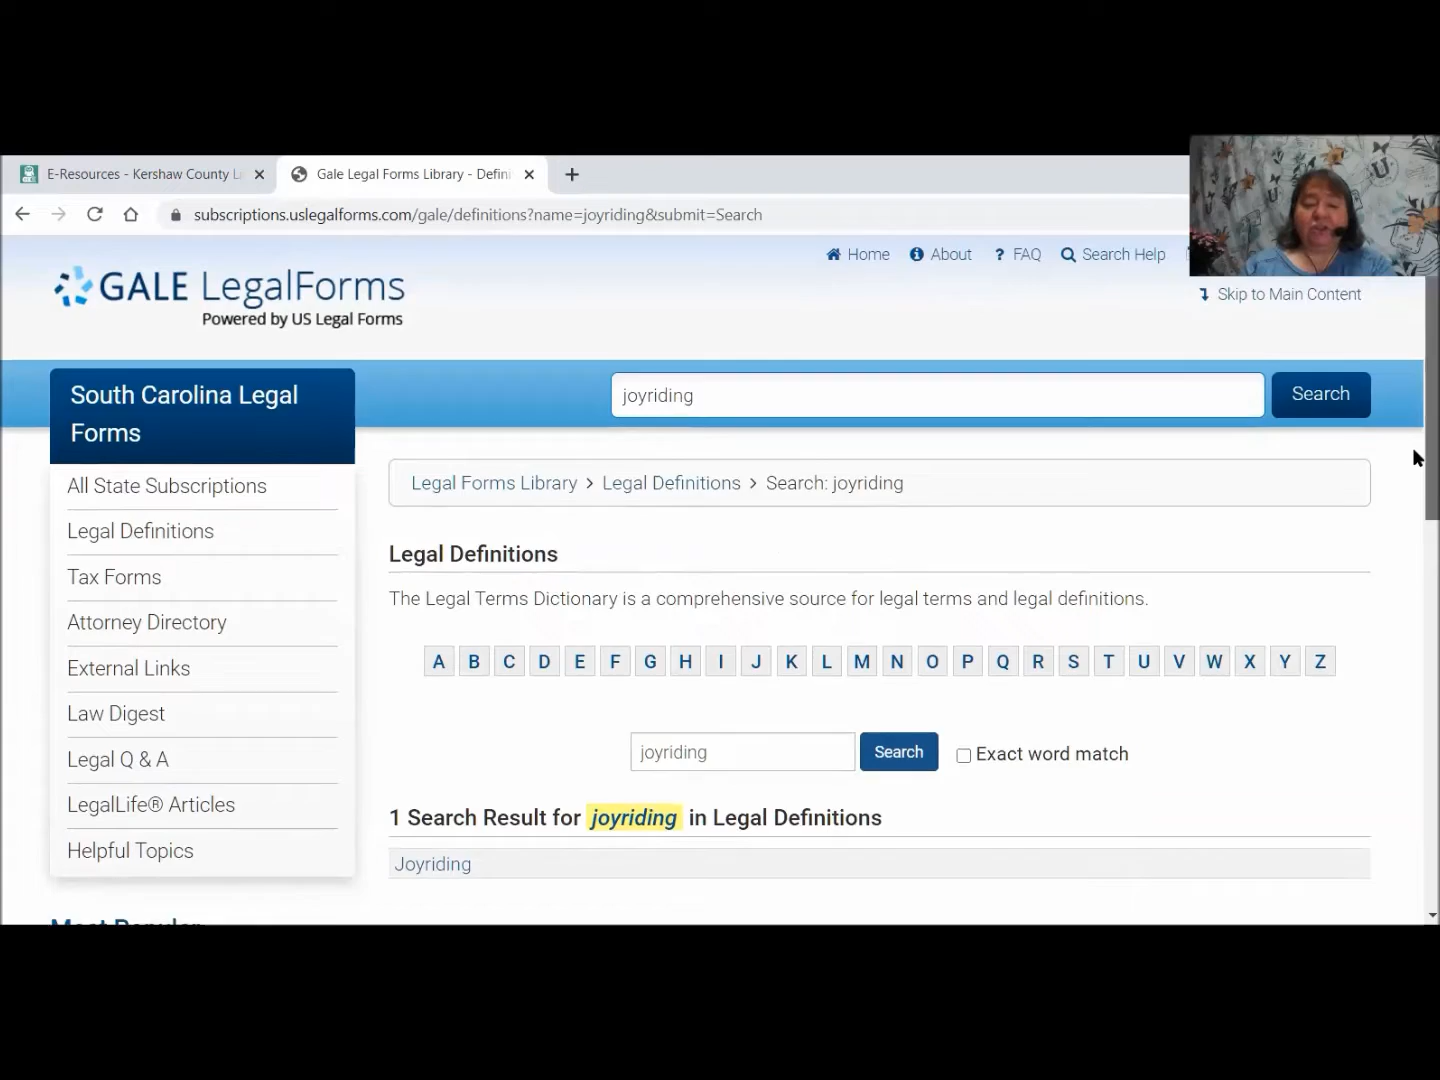 E-Resources - Kershaw County L
Gale Legal Forms Library - Defini
subscriptions.uslegalforms.com/gale/definitions?name=joyriding&submit=Search
Home About ? FAQ Search Help
Skip to Main Content
GALE LegalForms
Powered by US Legal Forms
South Carolina Legal
Forms
joyriding
Search
All State Subscriptions
Legal Definitions
Tax Forms
Attorney Directory
External Links
Law Digest
Legal Q & A
LegalLife® Articles
Helpful Topics
Legal Forms Library > Legal Definitions > Search: joyriding
Legal Definitions
The Legal Terms Dictionary is a comprehensive source for legal terms and legal definitions.
A B C D E F G H I J K L M N O P Q R S T U V W X Y Z
joyriding Search Exact word match
1 Search Result for joyriding in Legal Definitions
Joyriding